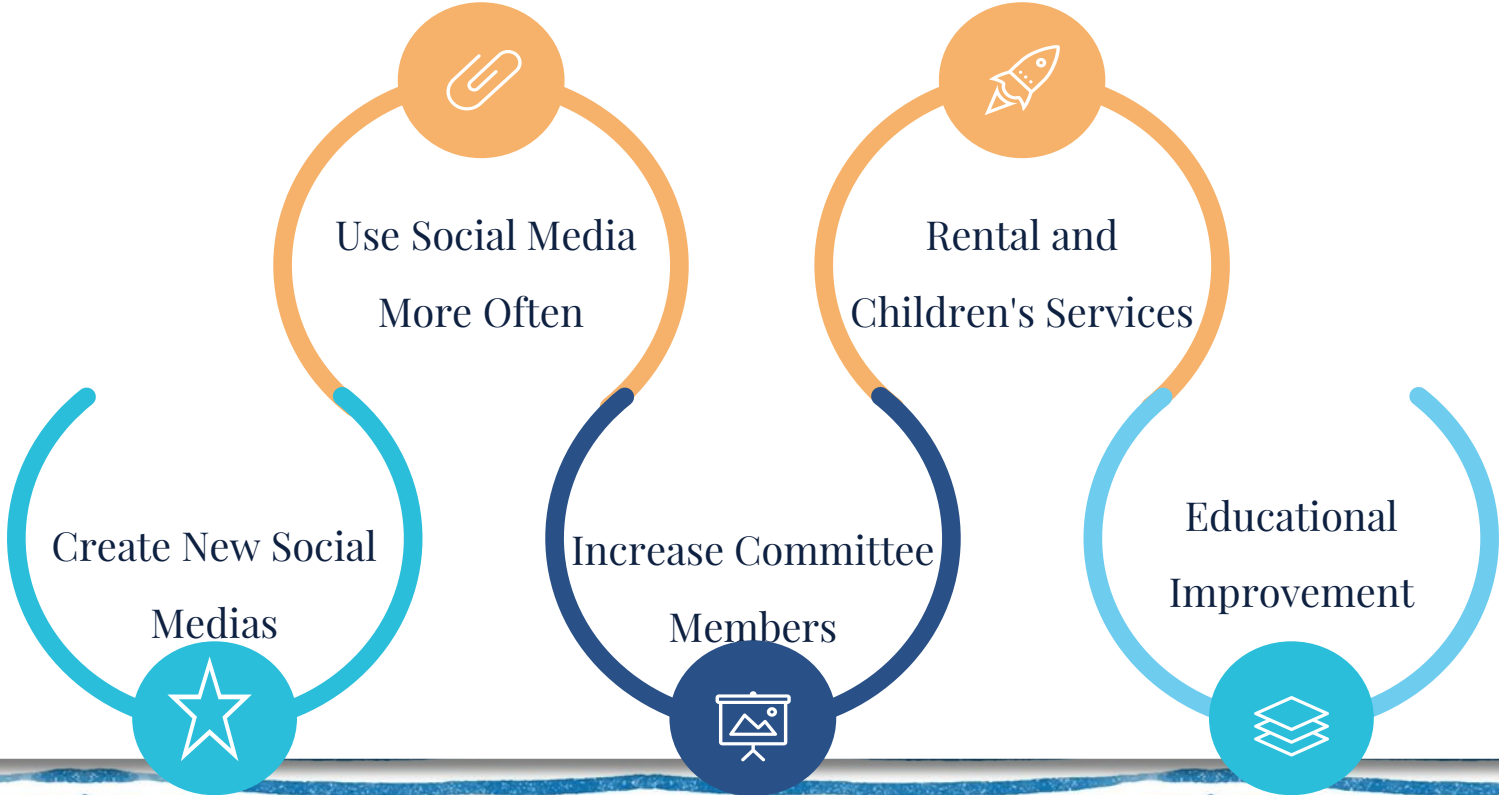 Create New Social
Medias
Use Social Media
More Often
Increase Committee
Members
Rental and
Children's Services
Educational
Improvement